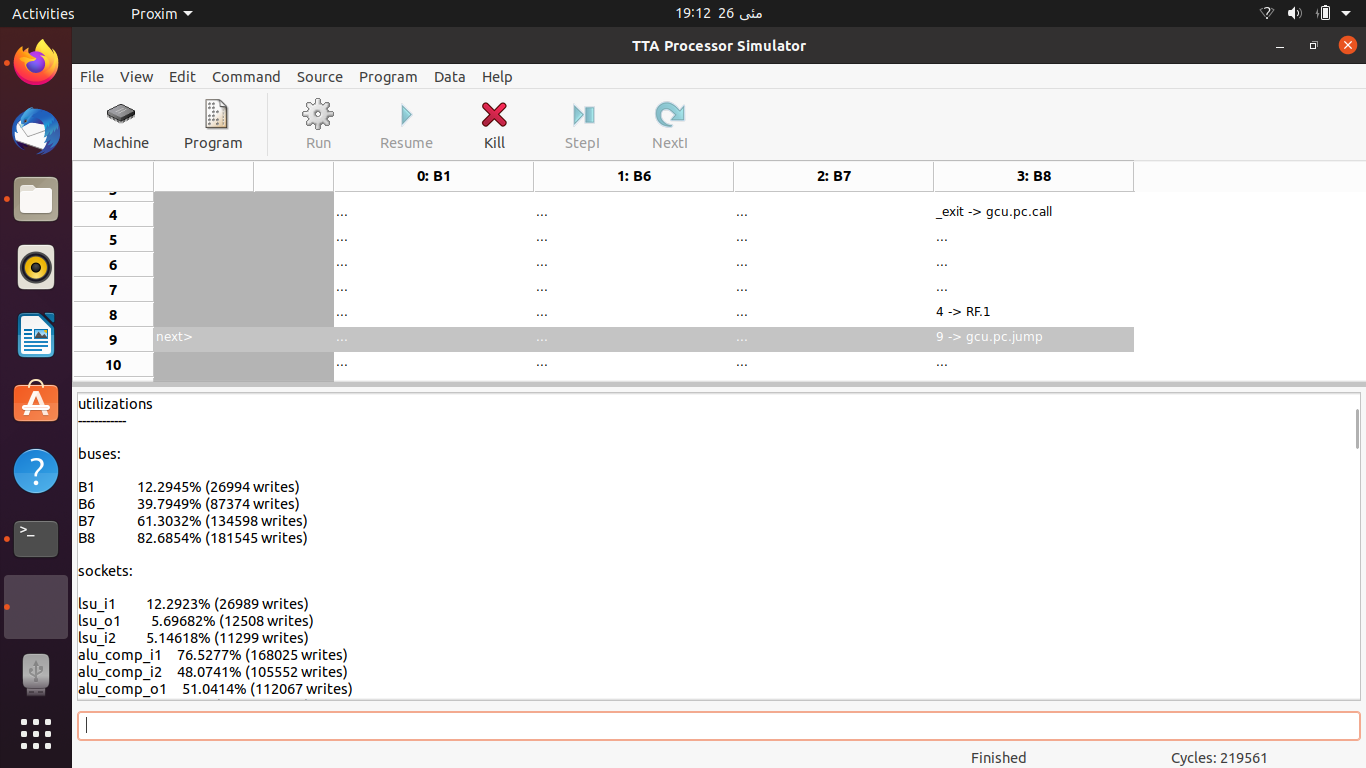 Activities Proxim 19:12 26 مئی
TTA Processor Simulator
File View Edit Command Source Program Data Help
Machine Program Run Resume Kill StepI NextI
0: B1 1: B6 2: B7 3: B8
4 ... ... ... _exit -> gcu.pc.call
5 ... ... ... ...
6 ... ... ... ...
7 ... ... ... ...
8 ... ... ... 4 -> RF.1
9 next> ... ... ... 9 -> gcu.pc.jump
10 ... ... ... ...
utilizations
------------
buses:
B1 12.2945% (26994 writes)
B6 39.7949% (87374 writes)
B7 61.3032% (134598 writes)
B8 82.6854% (181545 writes)
sockets:
lsu_i1 12.2923% (26989 writes)
lsu_o1 5.69682% (12508 writes)
lsu_i2 5.14618% (11299 writes)
alu_comp_i1 76.5277% (168025 writes)
alu_comp_i2 48.0741% (105552 writes)
alu_comp_o1 51.0414% (112067 writes)
Finished Cycles: 219561